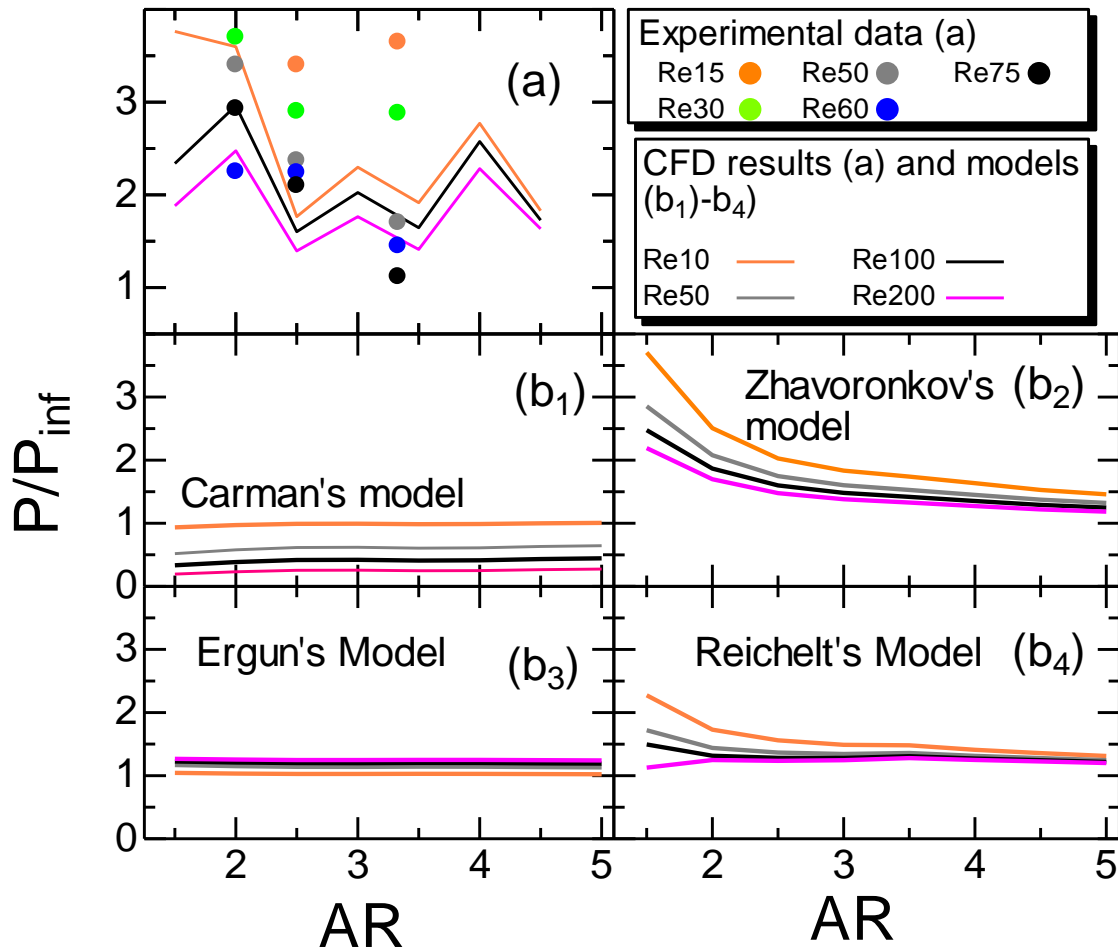 (a)
3
2
1
Experimental data (a)
Re15 Re50 Re75
Re30 Re60
CFD results (a) and models
(b₁)-b₄)
Re10 Re100
Re50 Re200
P/P_inf
(b₁)
3
2
1
0
Carman's model
Zhavoronkov's (b₂)
model
Ergun's Model
(b₃)
3
2
1
0
Reichelt's Model (b₄)
2 3 4 5
2 3 4 5
AR
AR